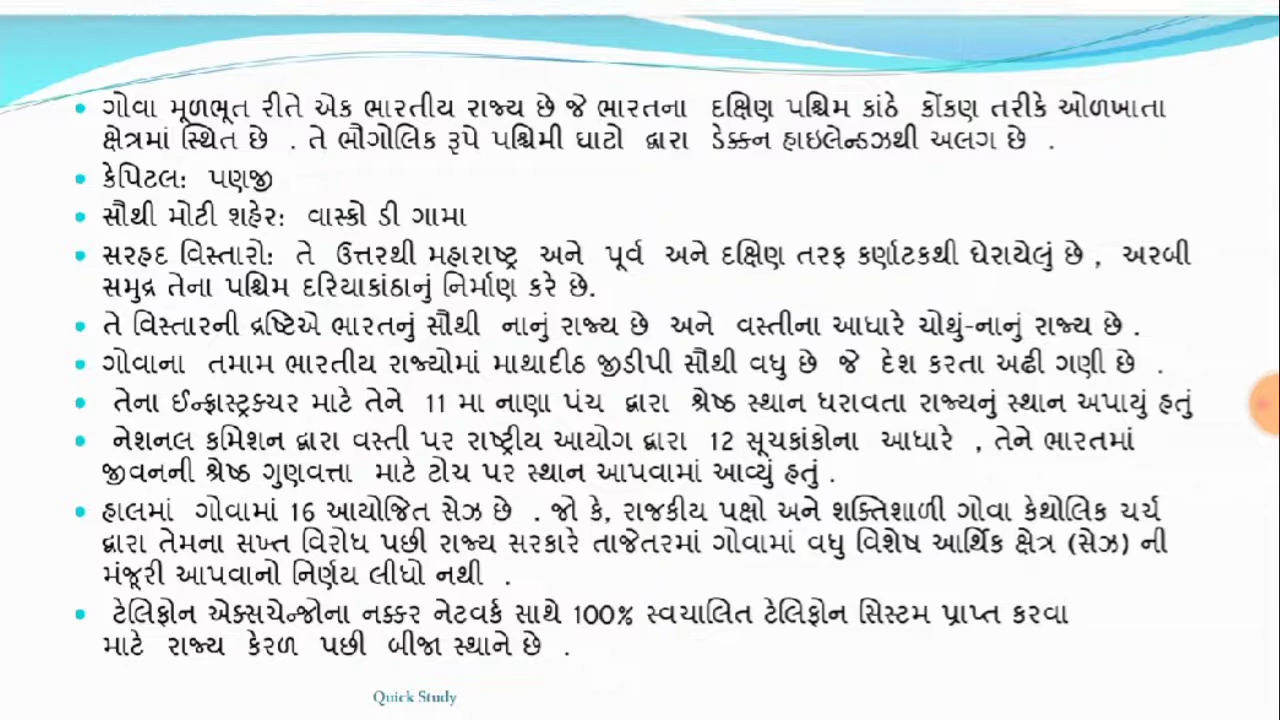 ગોવા મૂળભૂત રીતે એક ભારતીય રાજ્ય છે જે ભારતના દક્ષિણ પશ્ચિમ કાંઠે કોંકણ તરીકે ઓળખાતા
ક્ષેત્રમાં સ્થિત છે . તે ભૌગોલિક રૂપે પશ્ચિમી ઘાટો દ્વારા ડેક્કન હાઇલેન્ડઝથી અલગ છે .
કેપિટલ: પણજી
સૌથી મોટી શહેર: વાસ્કો ડી ગામા
સરહદ વિસ્તારો: તે ઉત્તરથી મહારાષ્ટ્ર અને પૂર્વ અને દક્ષિણ તરફ કર્ણાટકથી ઘેરાયેલું છે , અરબી
સમુદ્ર તેના પશ્ચિમ દરિયાકાંઠાનું નિર્માણ કરે છે.
તે વિસ્તારની દ્રષ્ટિએ ભારતનું સૌથી નાનું રાજ્ય છે અને વસ્તીના આધારે ચોથું-નાનું રાજ્ય છે .
ગોવાના તમામ ભારતીય રાજ્યોમાં માથાદીઠ જીડીપી સૌથી વધુ છે જે દેશ કરતા અઢી ગણી છે .
તેના ઈન્ફ્રાસ્ટ્રક્ચર માટે તેને 11 મા નાણા પંચ દ્વારા શ્રેષ્ઠ સ્થાન ધરાવતા રાજ્યનું સ્થાન અપાયું હતું
નેશનલ કમિશન દ્વારા વસ્તી પર રાષ્ટ્રીય આયોગ દ્વારા 12 સૂચકાંકોના આધારે , તેને ભારતમાં
જીવનની શ્રેષ્ઠ ગુણવત્તા માટે ટોચ પર સ્થાન આપવામાં આવ્યું હતું .
હાલમાં ગોવામાં 16 આયોજિત સેઝ છે . જો કે, રાજકીય પક્ષો અને શક્તિશાળી ગોવા કેથોલિક ચર્ચ
દ્વારા તેમના સખ્ત વિરોધ પછી રાજ્ય સરકારે તાજેતરમાં ગોવામાં વધુ વિશેષ આર્થિક ક્ષેત્ર (સેઝ) ની
મંજૂરી આપવાનો નિર્ણય લીધો નથી .
ટેલિફોન એક્સચેન્જોના નક્કર નેટવર્ક સાથે 100% સ્વચાલિત ટેલિફોન સિસ્ટમ પ્રાપ્ત કરવા
માટે રાજ્ય કેરળ પછી બીજા સ્થાને છે .
Quick Study